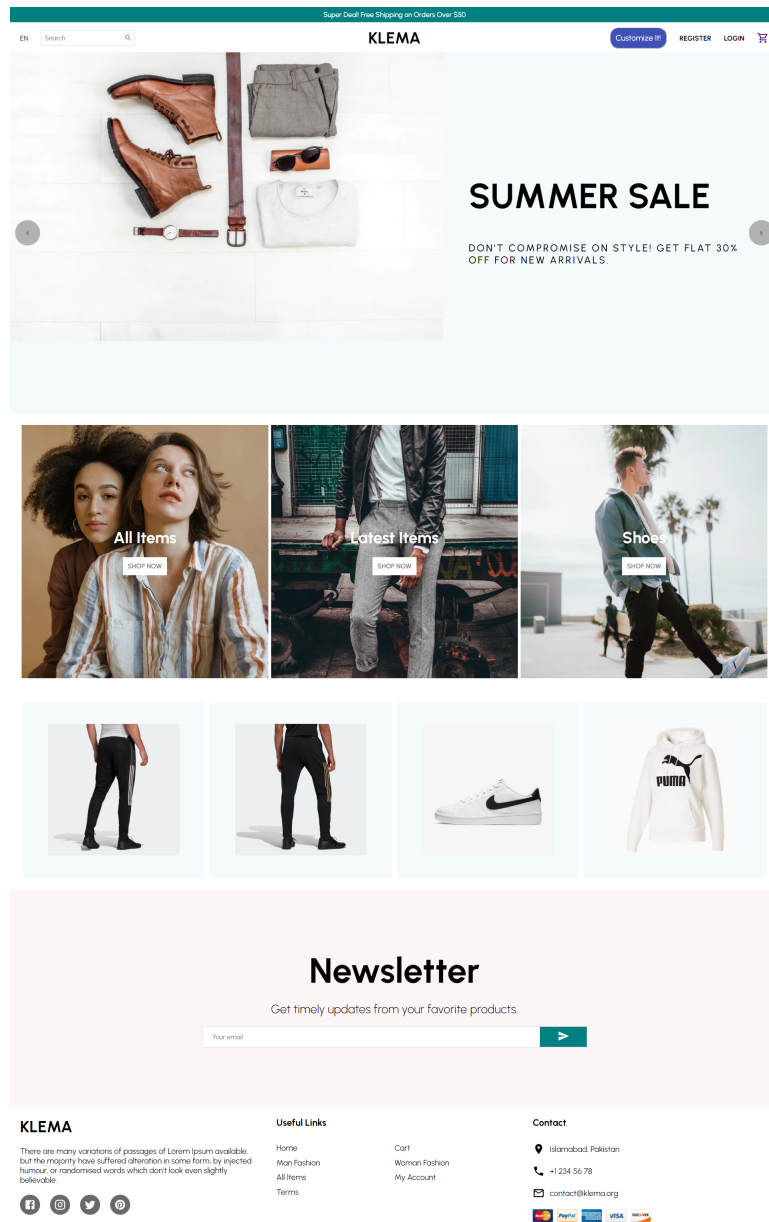 Super Deal! Free Shipping on Orders Over $50
EN
Search
KLEMA
Customize It!
REGISTER
LOGIN
SUMMER SALE
DON'T COMPROMISE ON STYLE! GET FLAT 30%
OFF FOR NEW ARRIVALS.
All Items
SHOP NOW
Latest Items
SHOP NOW
Shoes
SHOP NOW
PUMA
Newsletter
Get timely updates from your favorite products.
Your email
KLEMA
There are many variations of passages of Lorem Ipsum available,
but the majority have suffered alteration in some form, by injected
humour, or randomised words which don't look even slightly
believable.
Useful Links
Home
Cart
Man Fashion
Woman Fashion
All Items
My Account
Terms
Contact
Islamabad, Pakistan
+1 234 56 78
contact@klema.org
MasterCard
PayPal
VISA
DISCOVER